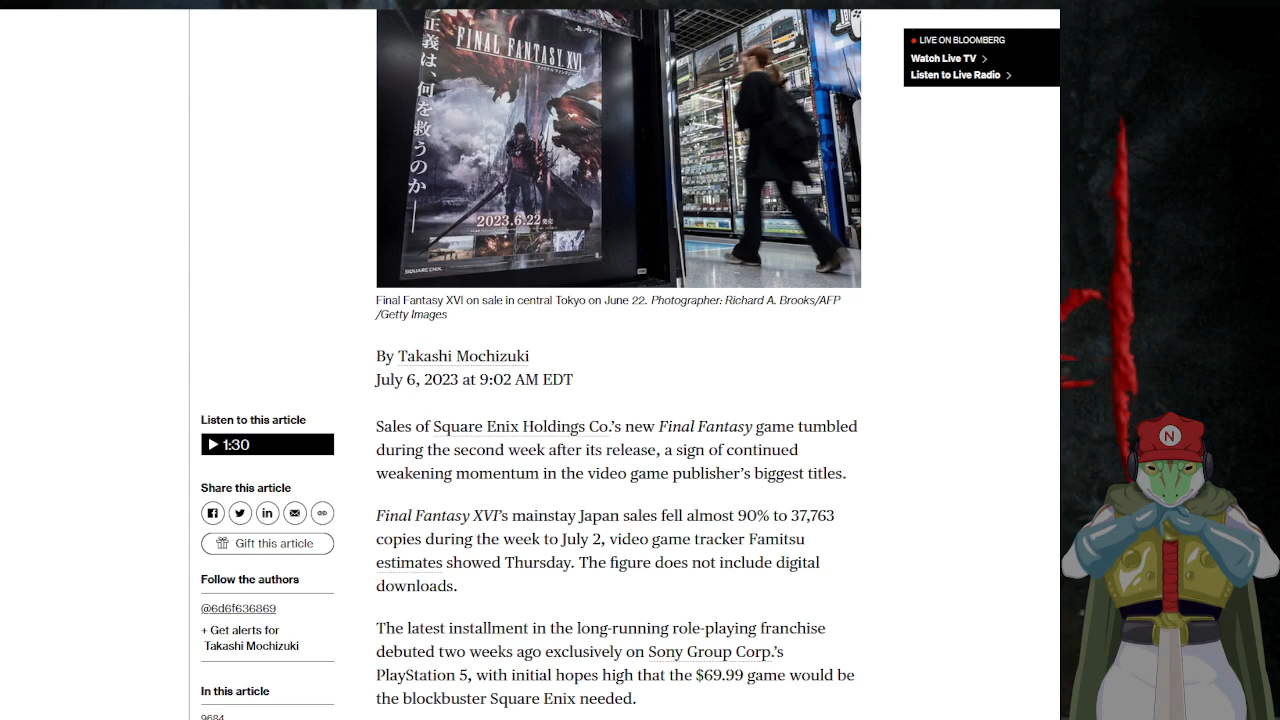 正義は、何を救うのか——
FINAL FANTASY XVI
2023.6.22 発売
SQUARE ENIX
Final Fantasy XVI on sale in central Tokyo on June 22. Photographer: Richard A. Brooks/AFP
/Getty Images
LIVE ON BLOOMBERG
Watch Live TV
Listen to Live Radio
By Takashi Mochizuki
July 6, 2023 at 9:02 AM EDT
Listen to this article
1:30
Share this article
Gift this article
Follow the authors
@6d6f636869
+ Get alerts for
Takashi Mochizuki
In this article
9684
Sales of Square Enix Holdings Co.’s new Final Fantasy game tumbled
during the second week after its release, a sign of continued
weakening momentum in the video game publisher’s biggest titles.
Final Fantasy XVI’s mainstay Japan sales fell almost 90% to 37,763
copies during the week to July 2, video game tracker Famitsu
estimates showed Thursday. The figure does not include digital
downloads.
The latest installment in the long-running role-playing franchise
debuted two weeks ago exclusively on Sony Group Corp.’s
PlayStation 5, with initial hopes high that the $69.99 game would be
the blockbuster Square Enix needed.
N